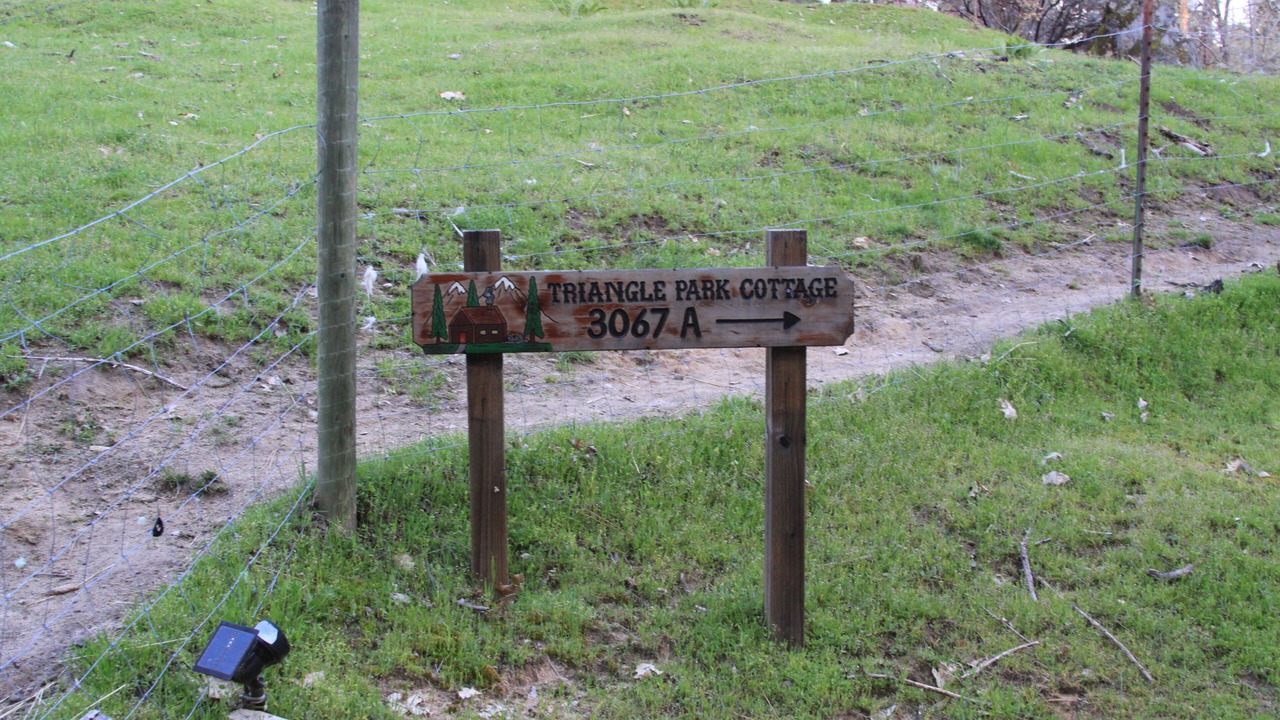 TRIANGLE PARK COTTAGE
3067 A